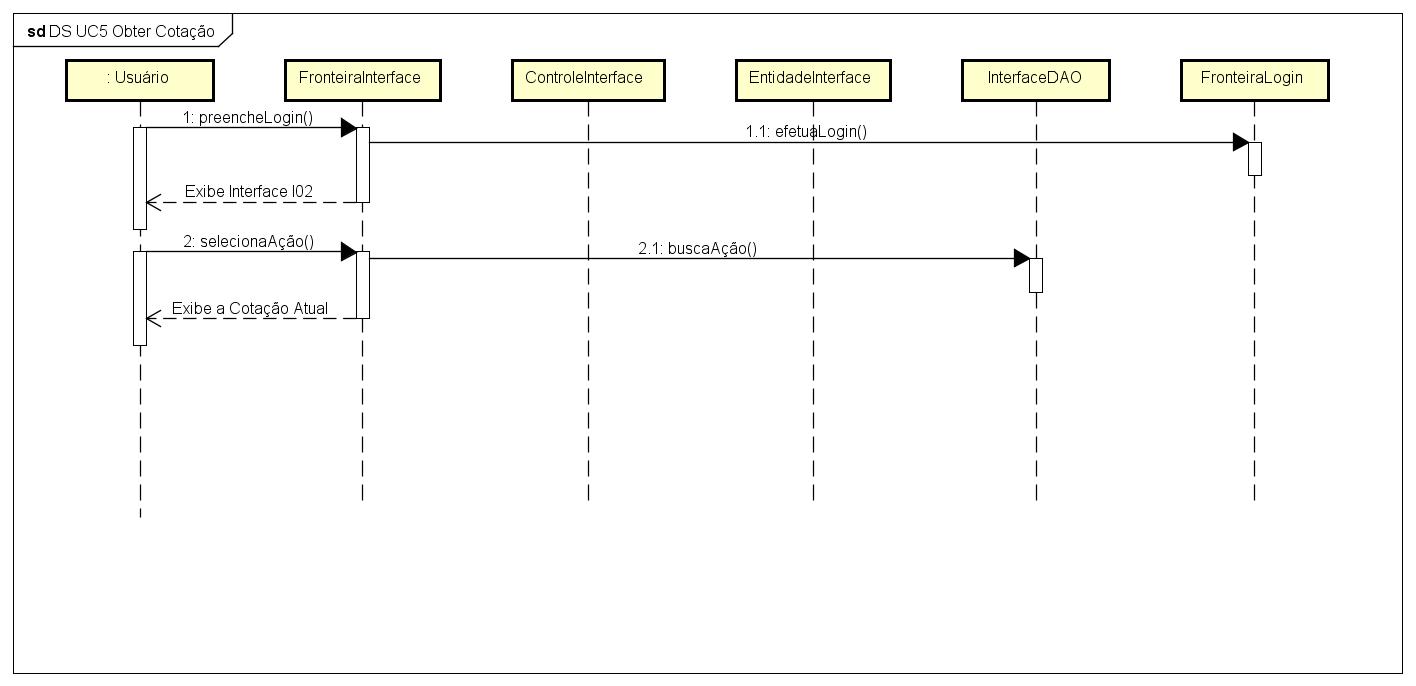 sd DS UC5 Obter Cotação
: Usuário
FronteiraInterface
ControleInterface
EntidadeInterface
InterfaceDAO
FronteiraLogin
1: preencheLogin()
1.1: efetuaLogin()
Exibe Interface I02
2: selecionaAção()
2.1: buscaAção()
Exibe a Cotação Atual